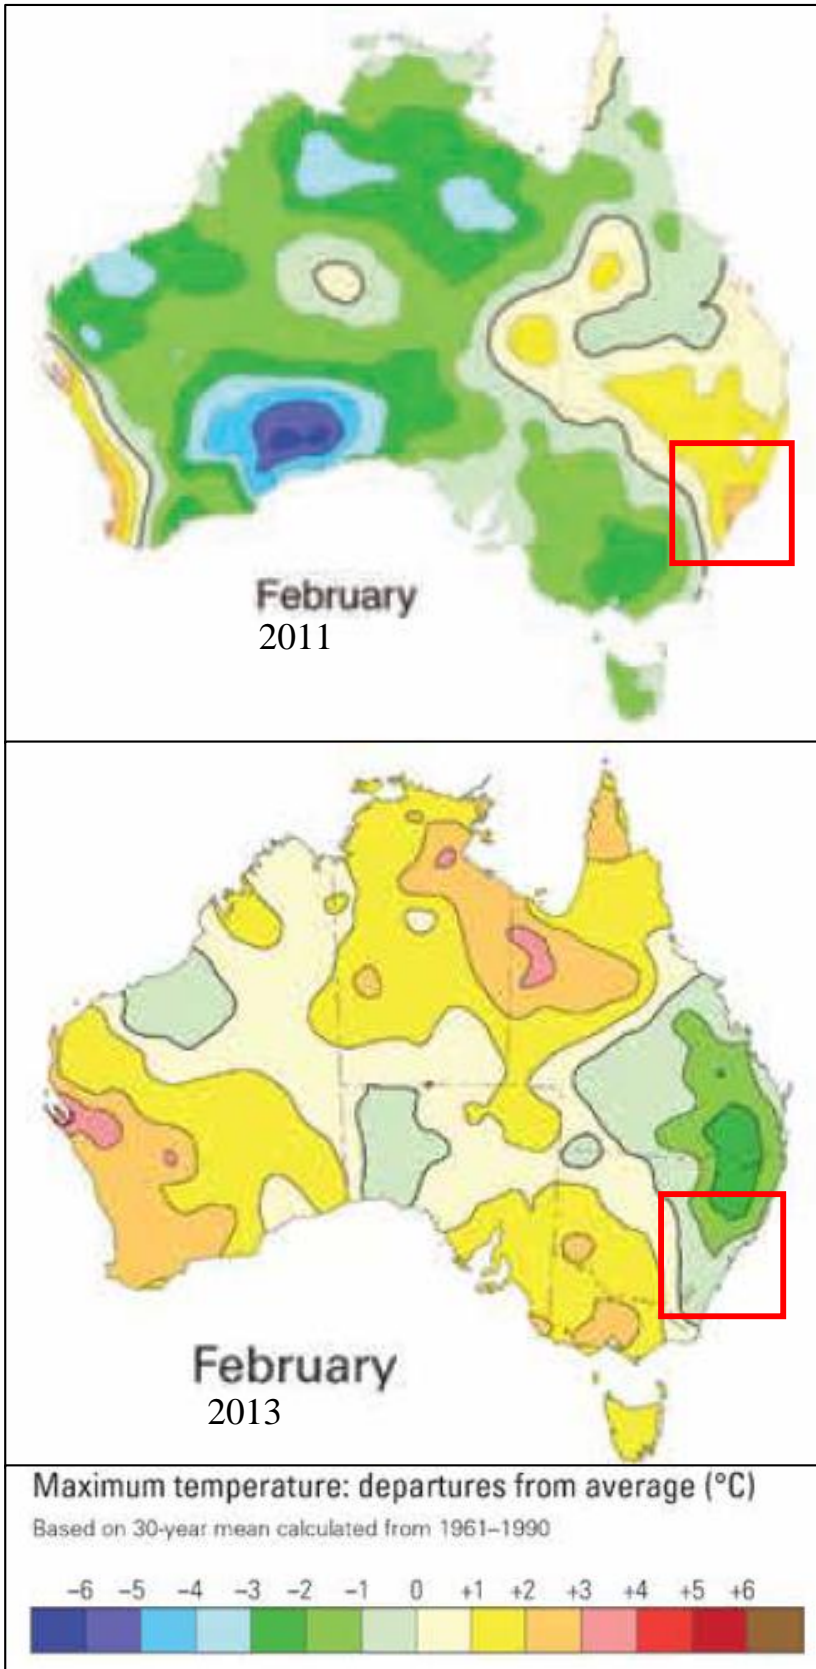 February
2011
February
2013
Maximum temperature: departures from average (°C)
Based on 30-year mean calculated from 1961–1990
–6 –5 –4 –3 –2 –1 0 +1 +2 +3 +4 +5 +6